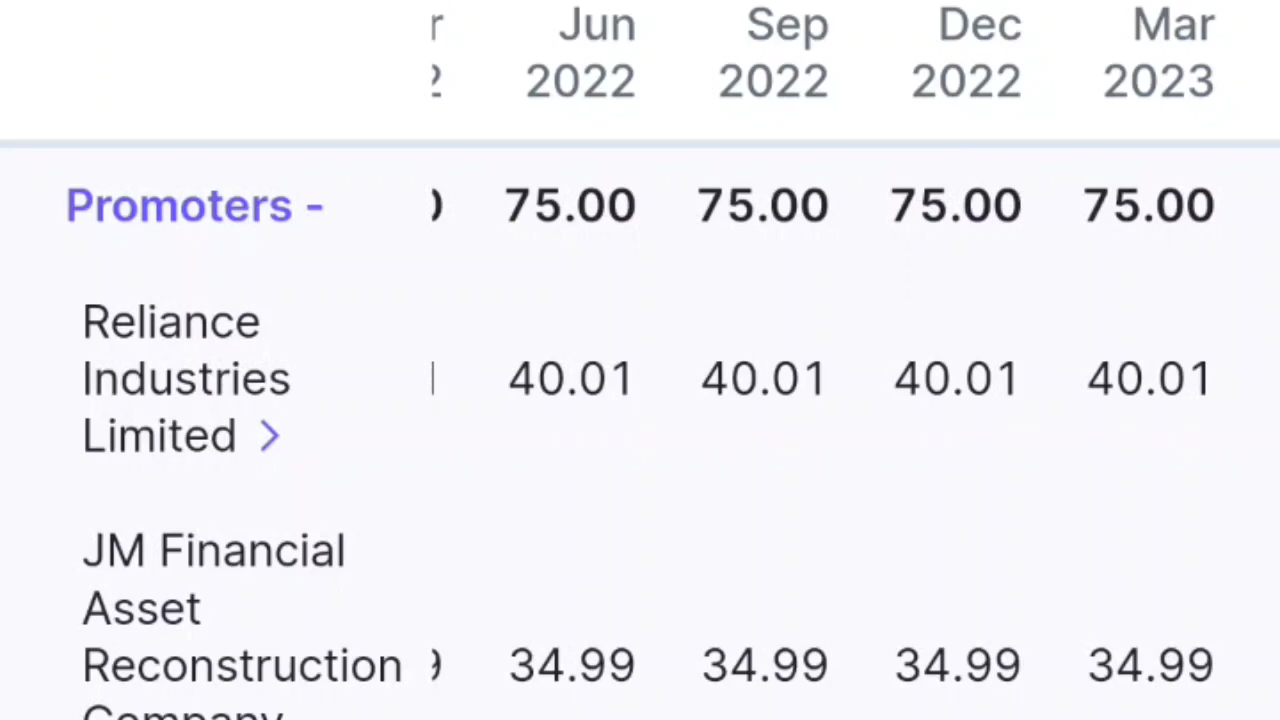 Jun Sep Dec Mar
2022 2022 2022 2023
Promoters - 75.00 75.00 75.00 75.00
Reliance
Industries 40.01 40.01 40.01 40.01
Limited >
JM Financial
Asset
Reconstruction 34.99 34.99 34.99 34.99
Company